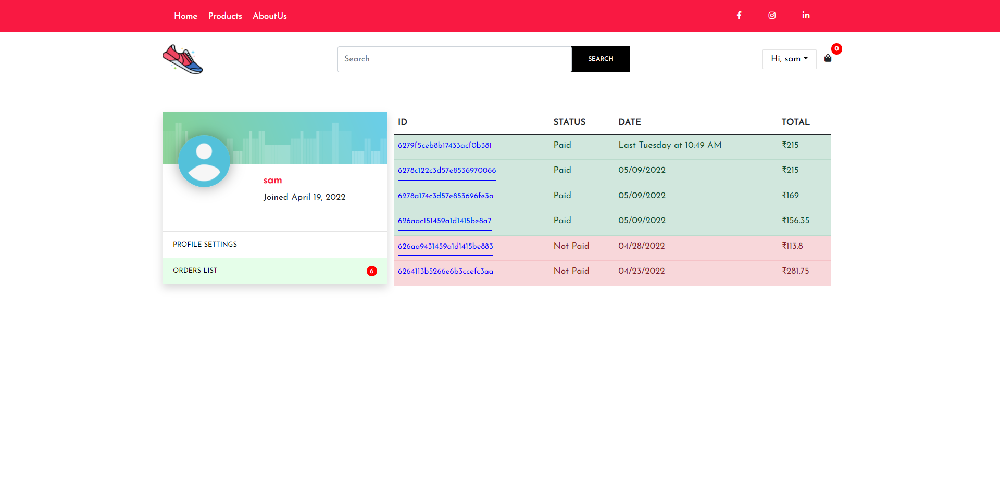 Home Products AboutUs
Search SEARCH Hi, sam 0
sam
Joined April 19, 2022
PROFILE SETTINGS
ORDERS LIST 6
ID STATUS DATE TOTAL
6279f5ceb8b17433acf0b381 Paid Last Tuesday at 10:49 AM ₹215
6278c122c3d57e8536970066 Paid 05/09/2022 ₹215
6278a174c3d57e853696fe3a Paid 05/09/2022 ₹169
626aac151459a1d1415be8a7 Paid 05/09/2022 ₹156.35
626aa9431459a1d1415be883 Not Paid 04/28/2022 ₹113.8
6264113b5266e6b3ccefc3aa Not Paid 04/23/2022 ₹281.75